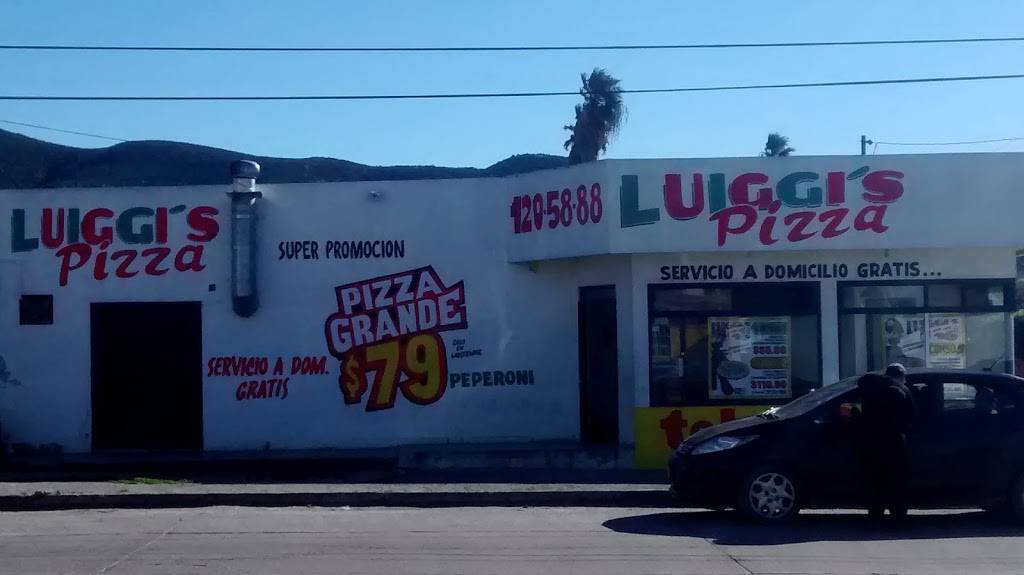 LUIGGI´S
Pizza
SUPER PROMOCION
PIZZA
GRANDE
$79
PEPERONI
SERVICIO A DOM.
GRATIS
120-58-88
LUIGGI´S
Pizza
SERVICIO A DOMICILIO GRATIS...